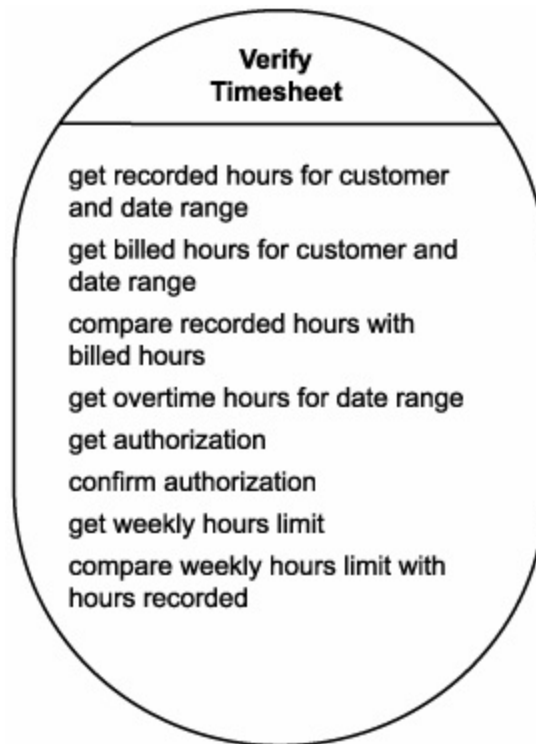 Verify
Timesheet
get recorded hours for customer
and date range
get billed hours for customer and
date range
compare recorded hours with
billed hours
get overtime hours for date range
get authorization
confirm authorization
get weekly hours limit
compare weekly hours limit with
hours recorded